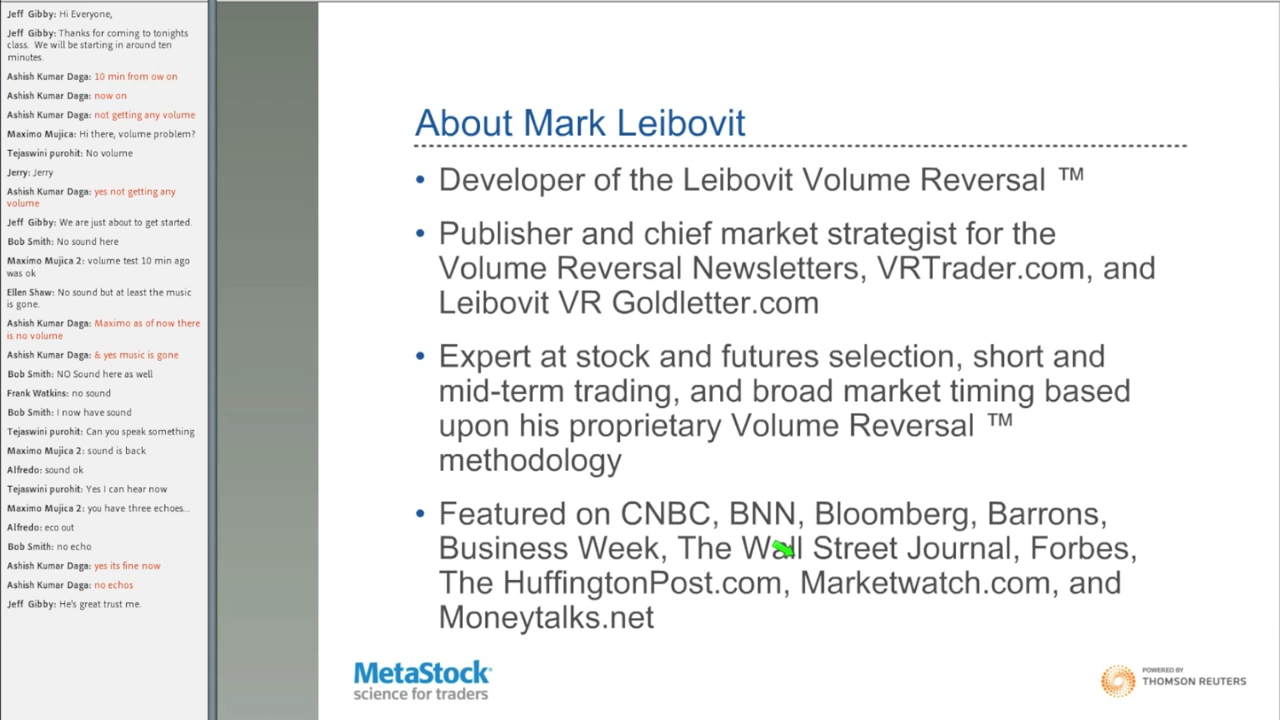 Jeff Gibby: Hi Everyone,
Jeff Gibby: Thanks for coming to tonights
class. We will be starting in around ten
minutes.
Ashish Kumar Daga: 10 min from ow on
Ashish Kumar Daga: now on
Ashish Kumar Daga: not getting any volume
Maximo Mujica: Hi there, volume problem?
Tejaswini purohit: No volume
Jerry: Jerry
Ashish Kumar Daga: yes not getting any
volume
Jeff Gibby: We are just about to get started.
Bob Smith: No sound here
Maximo Mujica 2: volume test 10 min ago
was ok
Ellen Shaw: No sound but at least the music
is gone.
Ashish Kumar Daga: Maximo as of now there
is no volume
Ashish Kumar Daga: & yes music is gone
Bob Smith: NO Sound here as well
Frank Watkins: no sound
Bob Smith: I now have sound
Tejaswini purohit: Can you speak something
Maximo Mujica 2: sound is back
Alfredo: sound ok
Tejaswini purohit: Yes I can hear now
Maximo Mujica 2: you have three echoes...
Alfredo: eco out
Bob Smith: no echo
Ashish Kumar Daga: yes its fine now
Ashish Kumar Daga: no echos
Jeff Gibby: He's great trust me.
About Mark Leibovit
• Developer of the Leibovit Volume Reversal ™
• Publisher and chief market strategist for the
Volume Reversal Newsletters, VRTrader.com, and
Leibovit VR Goldletter.com
• Expert at stock and futures selection, short and
mid-term trading, and broad market timing based
upon his proprietary Volume Reversal ™
methodology
• Featured on CNBC, BNN, Bloomberg, Barrons,
Business Week, The Wall Street Journal, Forbes,
The HuffingtonPost.com, Marketwatch.com, and
Moneytalks.net
MetaStock
science for traders
POWERED BY
THOMSON REUTERS